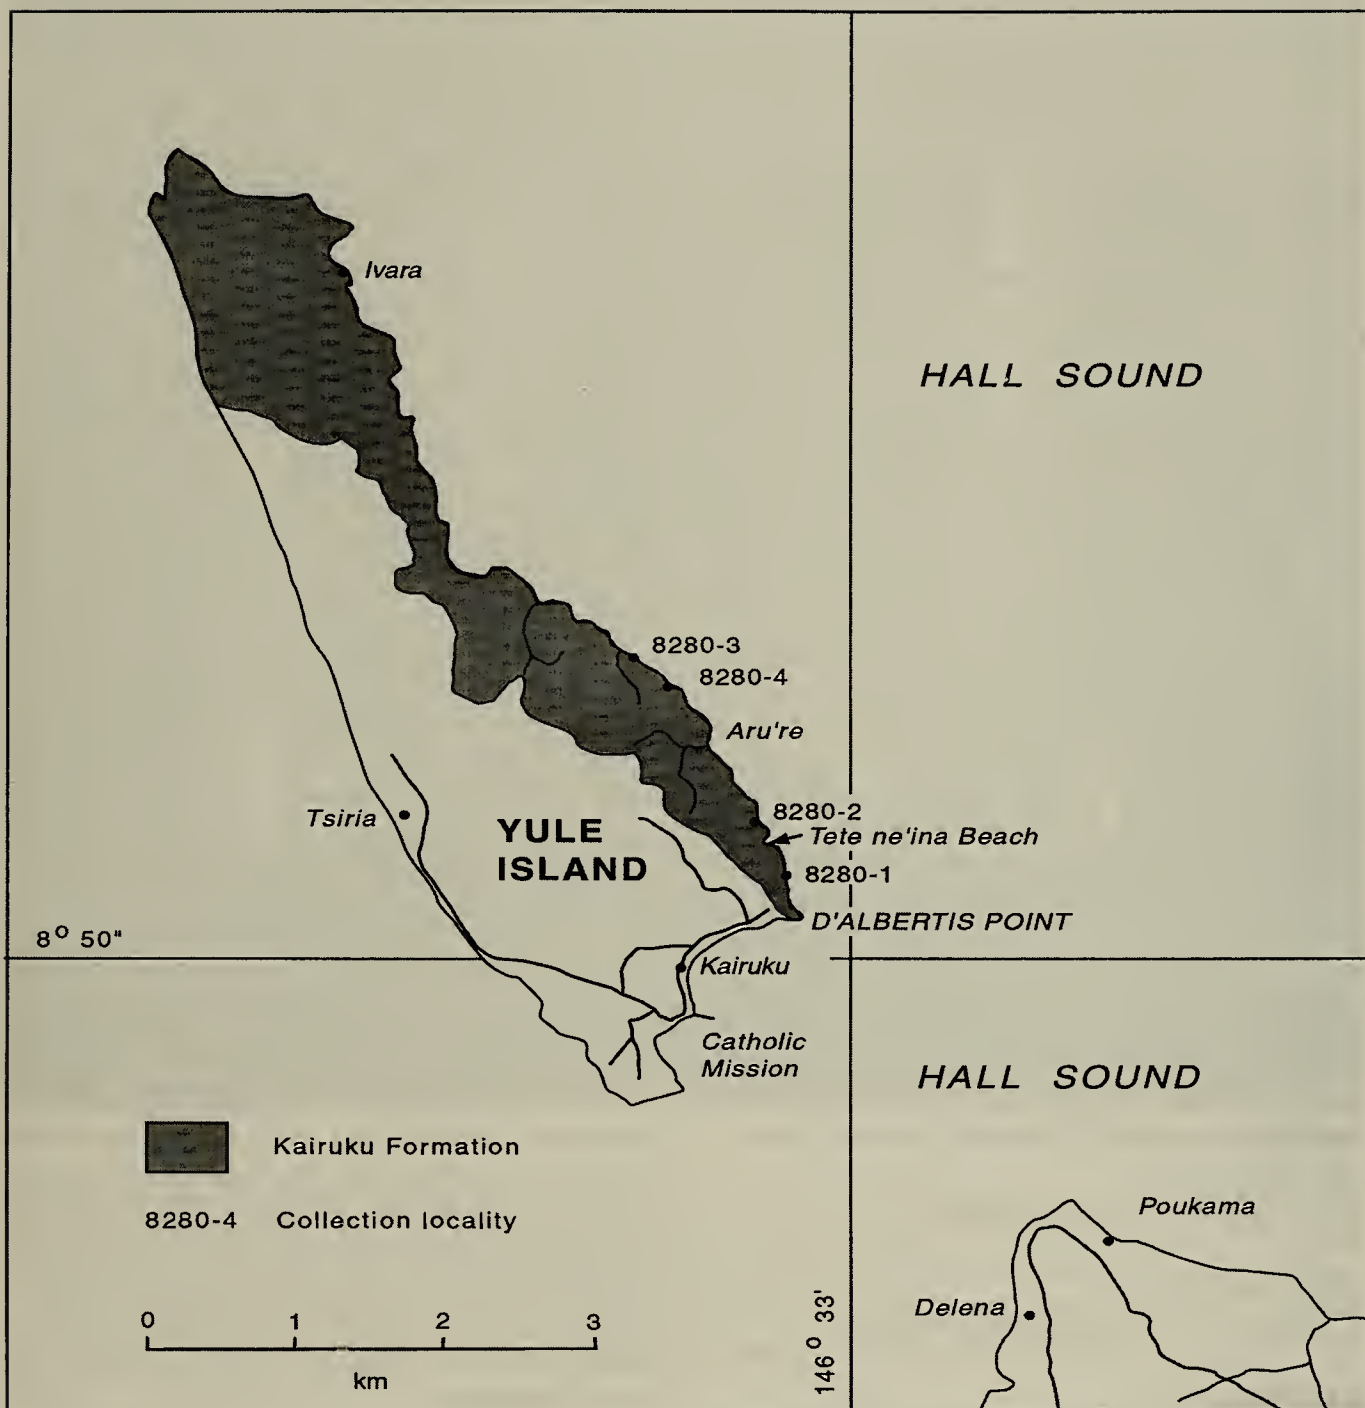 Ivara
HALL SOUND
8280-3
8280-4
Aru're
8280-2
Tsiria
YULE
ISLAND
Tete ne'ina Beach
8280-1
D'ALBERTIS POINT
8° 50"
Kairuku
Catholic
Mission
HALL SOUND
Kairuku Formation
8280-4 Collection locality
Poukama
Delena
0 1 2 3
km
146° 33'